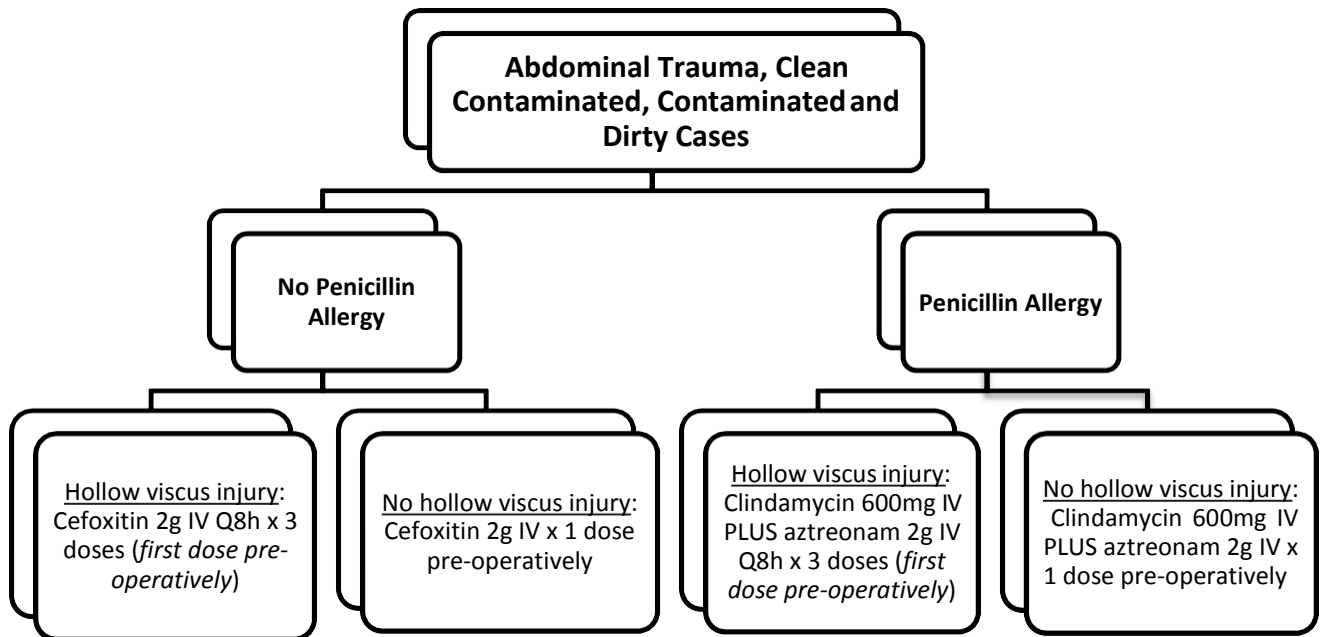 Abdominal Trauma, Clean
Contaminated, Contaminated and
Dirty Cases
No Penicillin
Allergy
Penicillin Allergy
Hollow viscus injury:
Cefoxitin 2g IV Q8h x 3
doses (first dose pre-
operatively)
No hollow viscus injury:
Cefoxitin 2g IV x 1 dose
pre-operatively
Hollow viscus injury:
Clindamycin 600mg IV
PLUS aztreonam 2g IV
Q8h x 3 doses (first
dose pre-operatively)
No hollow viscus injury:
Clindamycin 600mg IV
PLUS aztreonam 2g IV x
1 dose pre-operatively